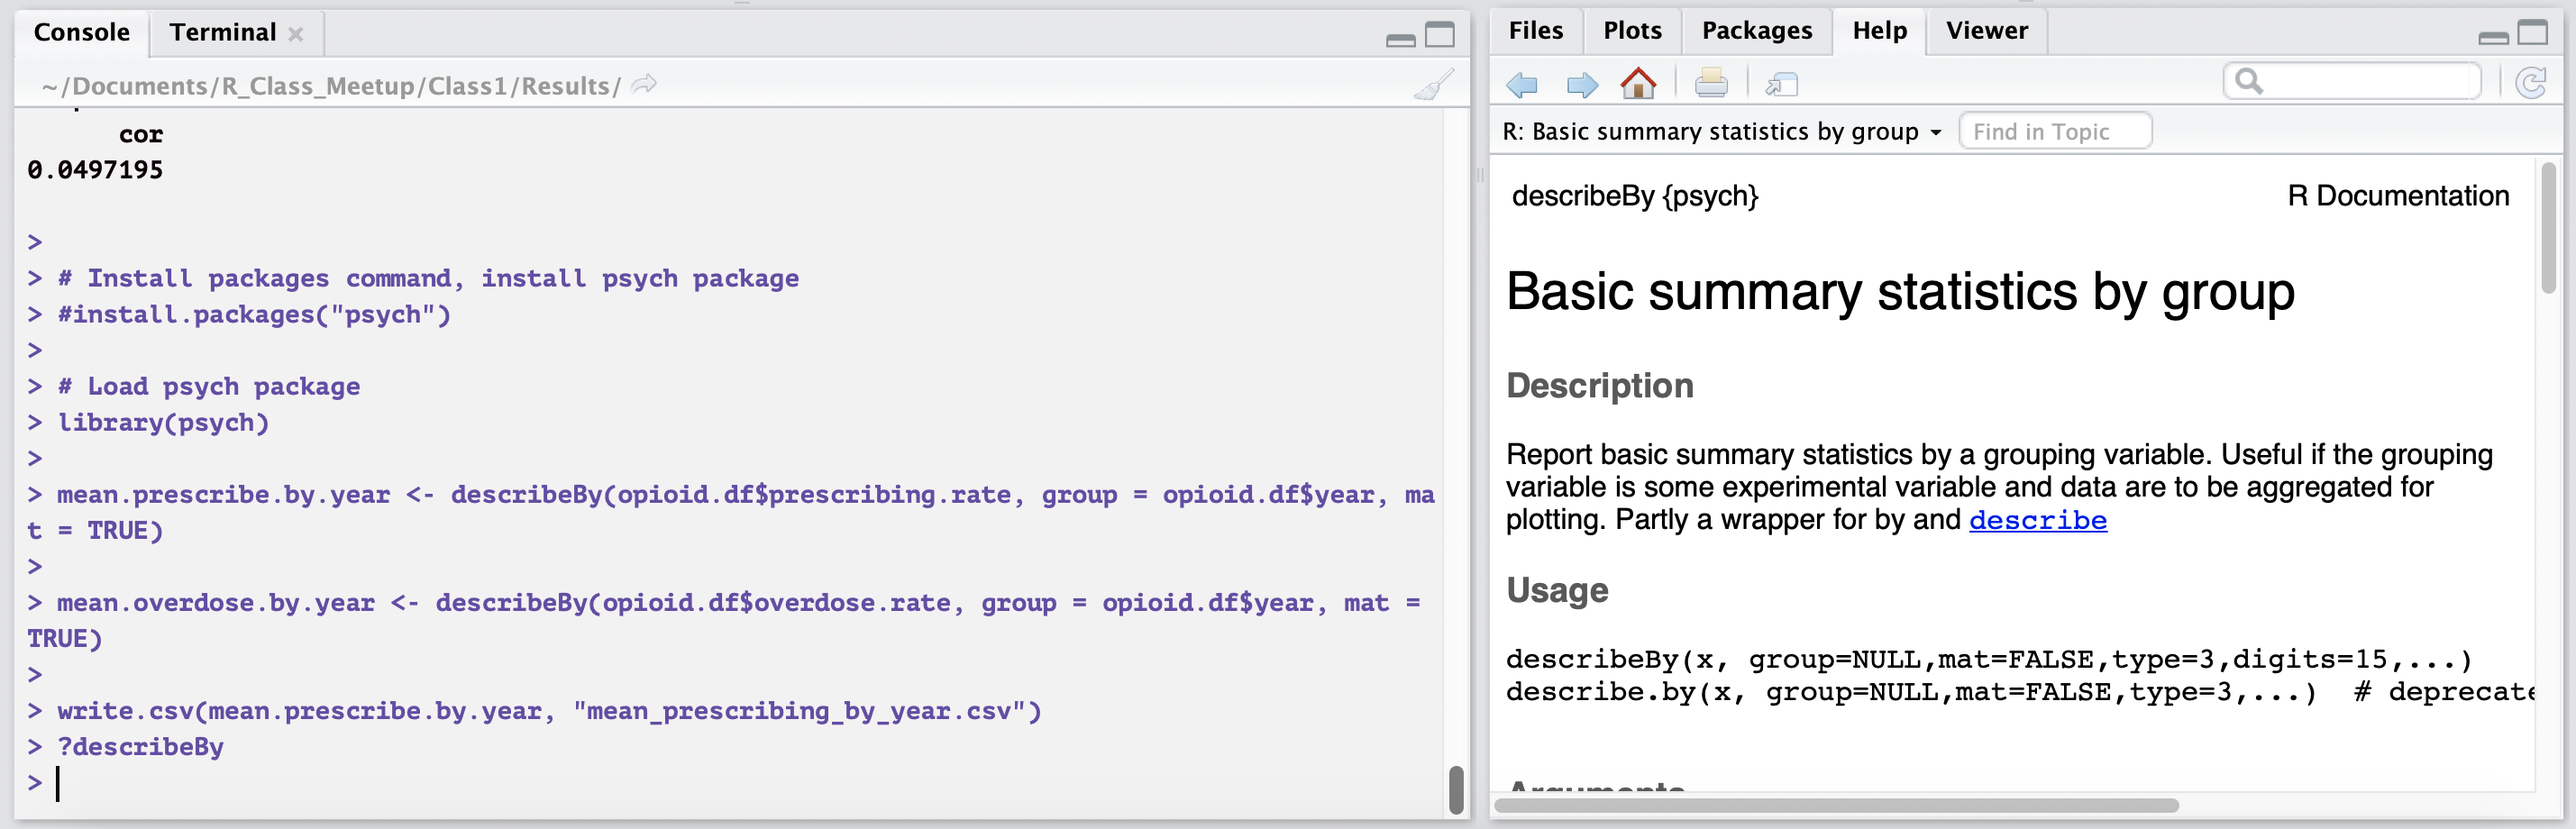 Console
Terminal
~/Documents/R_Class_Meetup/Class1/Results/
cor
0.0497195
>
> # Install packages command, install psych package
> #install.packages("psych")
>
> # Load psych package
> library(psych)
>
> mean.prescribe.by.year <- describeBy(opioid.df$prescribing.rate, group = opioid.df$year, ma
t = TRUE)
>
> mean.overdose.by.year <- describeBy(opioid.df$overdose.rate, group = opioid.df$year, mat =
TRUE)
>
> write.csv(mean.prescribe.by.year, "mean_prescribing_by_year.csv")
> ?describeBy
>
Files
Plots
Packages
Help
Viewer
R: Basic summary statistics by group
Find in Topic
describeBy {psych}
R Documentation
Basic summary statistics by group
Description
Report basic summary statistics by a grouping variable. Useful if the grouping
variable is some experimental variable and data are to be aggregated for
plotting. Partly a wrapper for by and describe
Usage
describeBy(x, group=NULL,mat=FALSE,type=3,digits=15,...)
describe.by(x, group=NULL,mat=FALSE,type=3,...)  # deprecate
Arguments